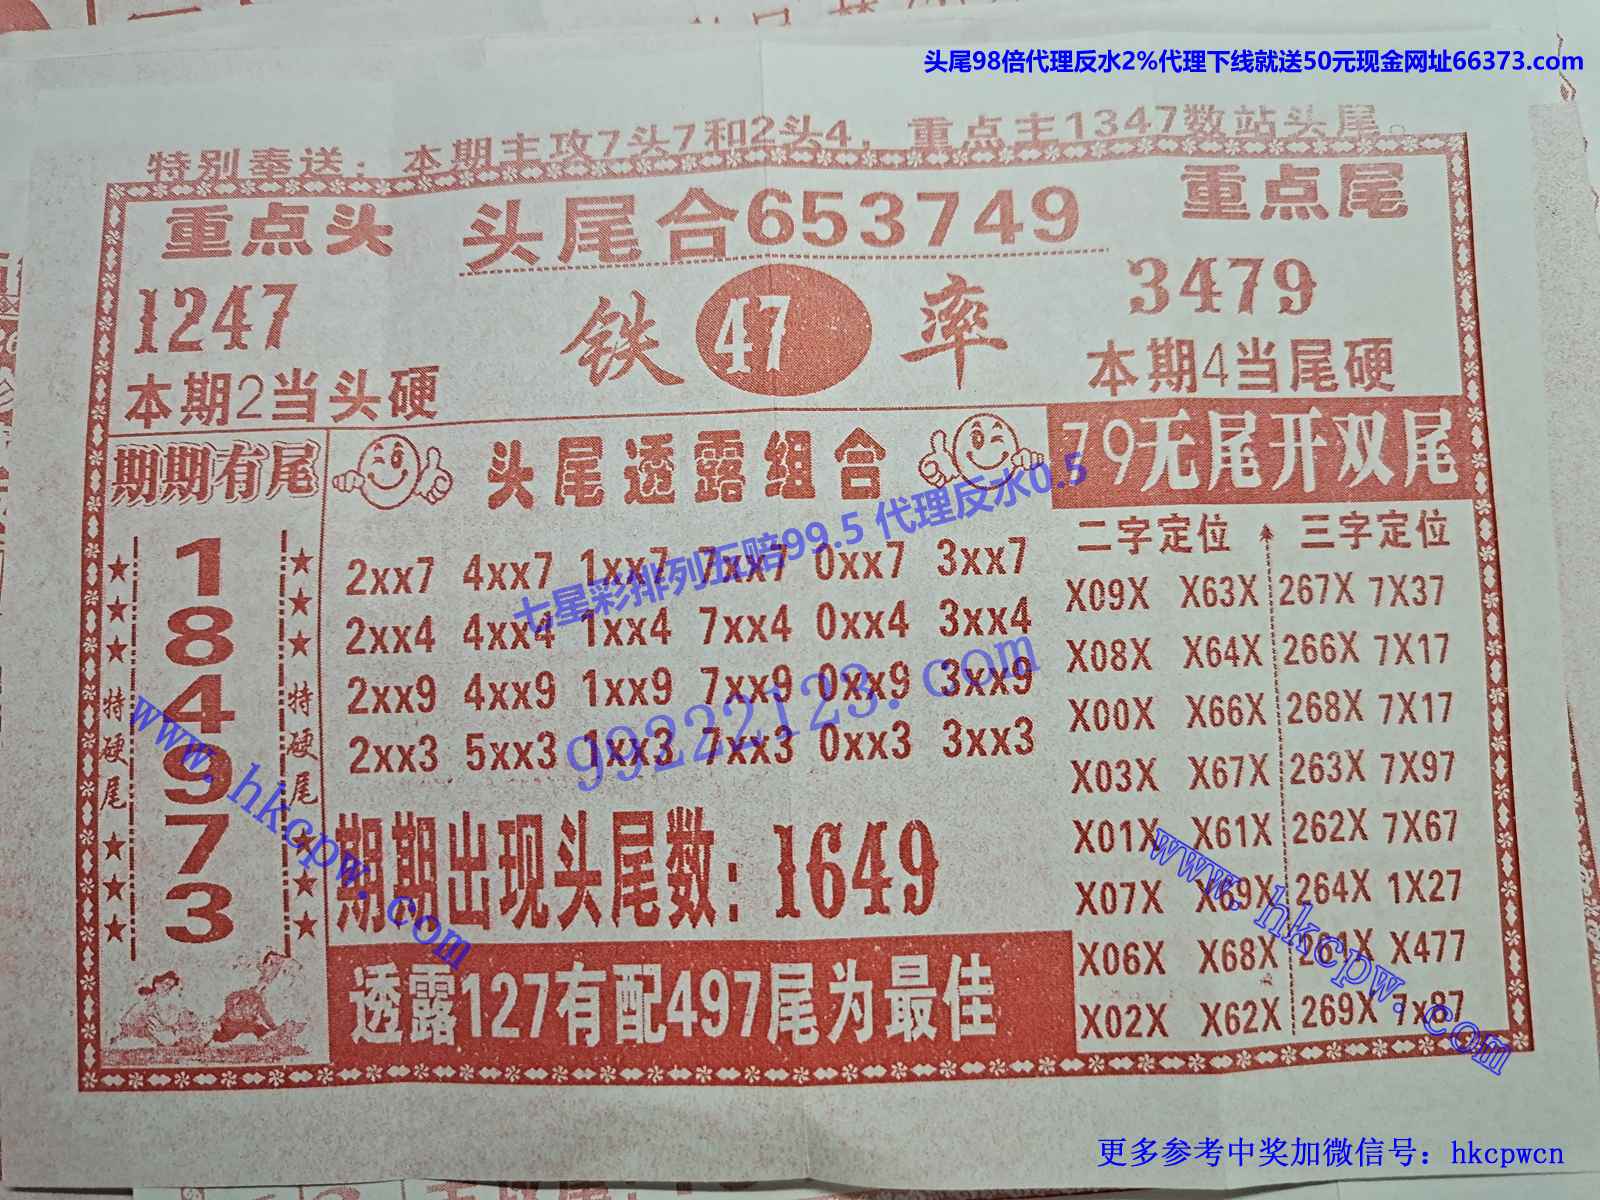 头尾98倍代理反水2%代理下线就送50元现金网址66373.com
特别奉送：本期主攻7头7和2头4，重点主1347数站头尾。
重点头 头尾合653749 重点尾
1247 铁 47 率 3479
本期2当头硬 本期4当尾硬
期期有尾 头尾透露组合 79无尾开双尾
1
8
4
9
7
3
特硬尾 特硬尾
2xx7 4xx7 1xx7 7xx7 0xx7 3xx7
2xx4 4xx4 1xx4 7xx4 0xx4 3xx4
2xx9 4xx9 1xx9 7xx9 0xx9 3xx9
2xx3 5xx3 1xx3 7xx3 0xx3 3xx3
期期出现头尾数：1649
透露127有配497尾为最佳
二字定位 三字定位
X09X X63X 267X 7X37
X08X X64X 266X 7X17
X00X X66X 268X 7X17
X03X X67X 263X 7X97
X01X X61X 262X 7X67
X07X X69X 264X 1X27
X06X X68X 261X X477
X02X X62X 269X 7x87
七星彩排列五赔99.5 代理反水0.5
99222123.com
www.hkcpw.com
www.hkcpw.com
更多参考中奖加微信号：hkcpwcn